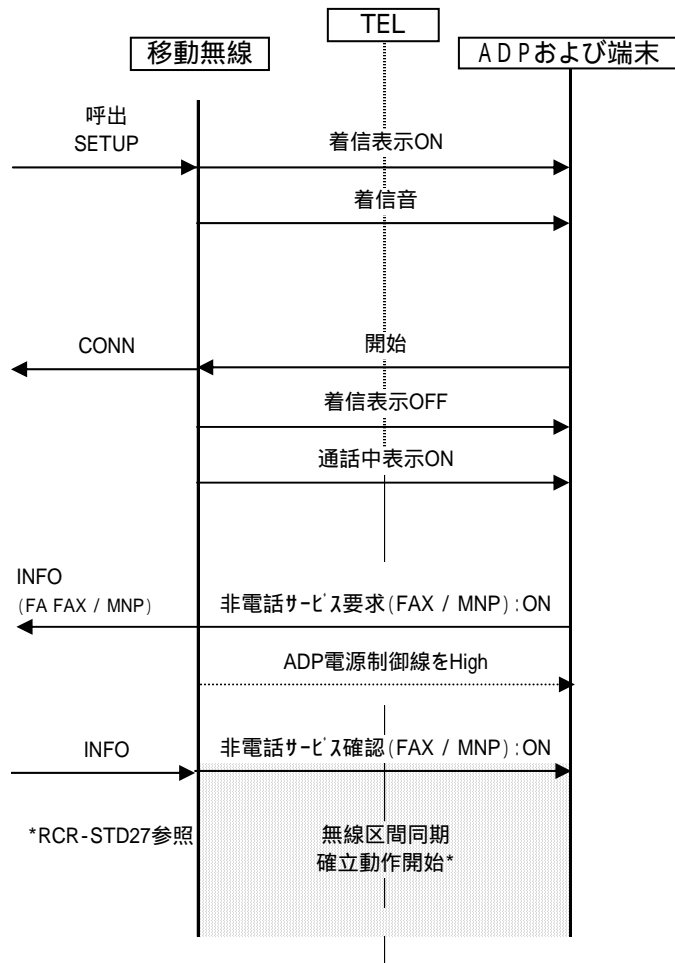 TEL
移動無線
ADPおよび端末
呼出
SETUP
着信表示ON
着信音
CONN
開始
着信表示OFF
通話中表示ON
INFO
(FA FAX / MNP)
非電話ｻｰﾋﾞｽ要求(FAX / MNP):ON
ADP電源制御線をHigh
INFO
非電話ｻｰﾋﾞｽ確認(FAX / MNP):ON
*RCR-STD27参照
無線区間同期
確立動作開始*